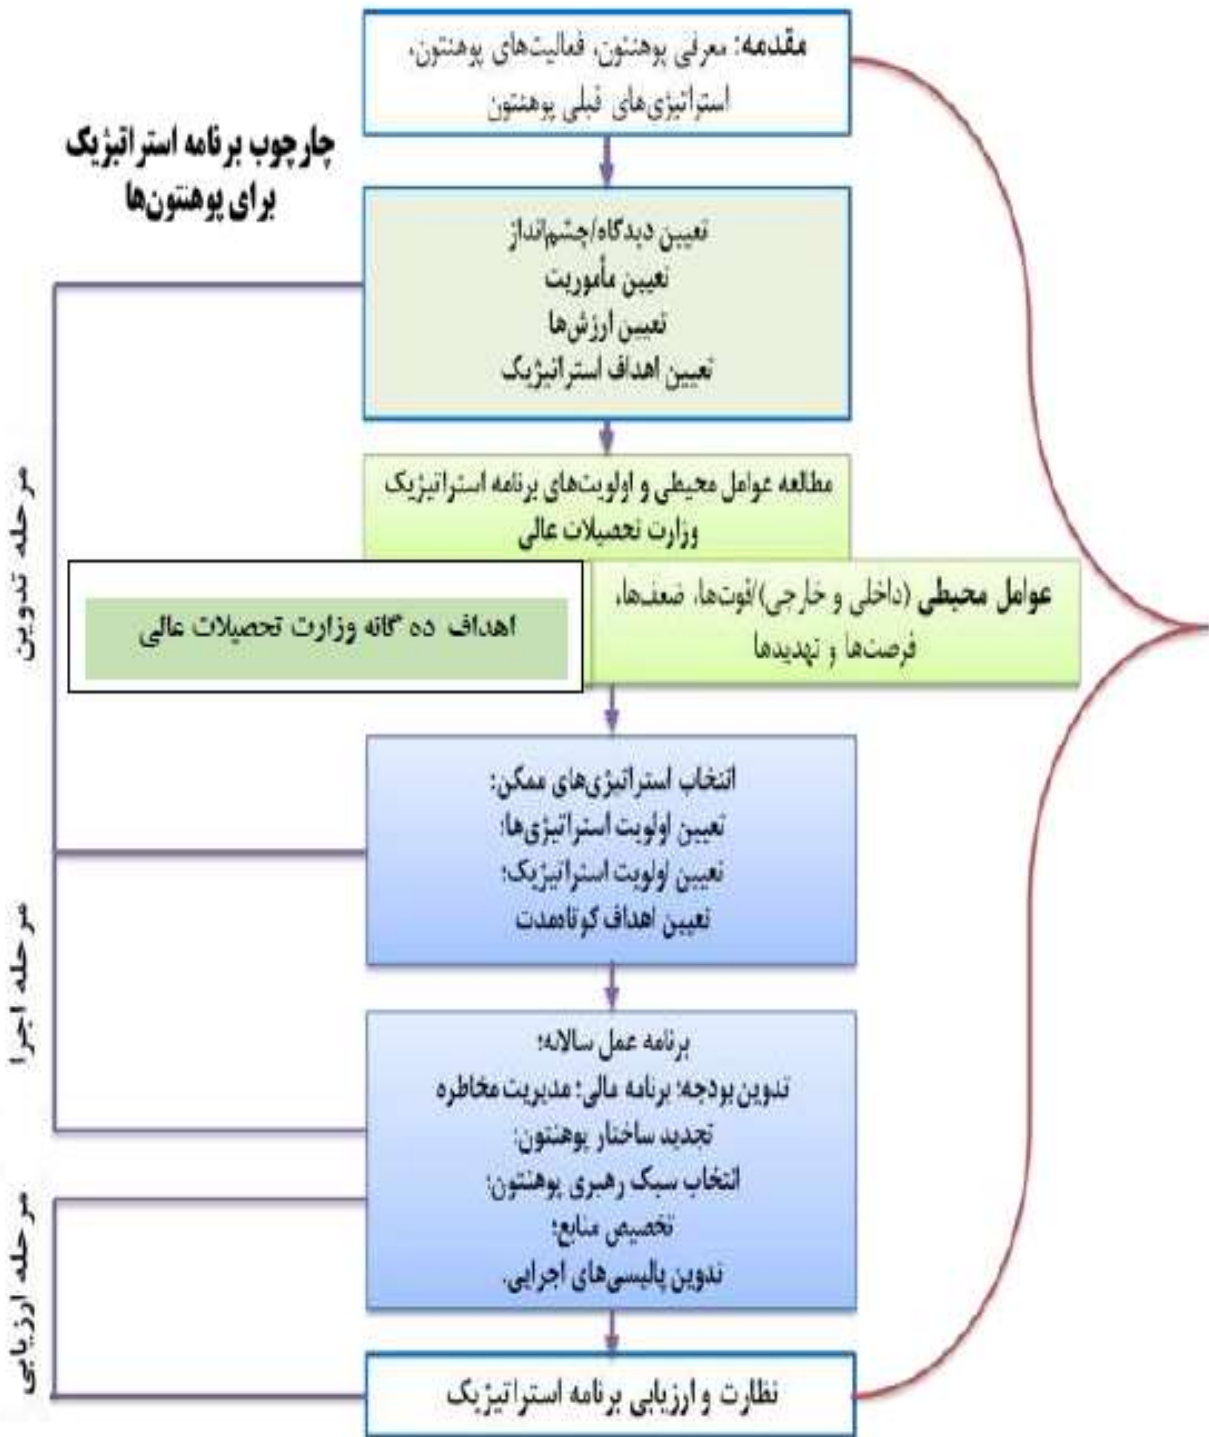 مقدمه: معرفی پوهنتون، فعالیت‌های پوهنتون،
استراتیژی‌های قبلی پوهنتون
چارچوب برنامه استراتیژیک
برای پوهنتون‌ها
تعیین دیدگاه/چشم‌انداز
تعیین مأموریت
تعیین ارزش‌ها
تعیین اهداف استراتیژیک
مطالعه عوامل محیطی و اولویت‌های برنامه استراتیژیک
وزارت تحصیلات عالی
عوامل محیطی (داخلی و خارجی)/قوت‌ها، ضعف‌ها،
فرصت‌ها و تهدیدها
اهداف ده گانه وزارت تحصیلات عالی
انتخاب استراتیژی‌های ممکن؛
تعیین اولویت استراتیژی‌ها؛
تعیین اولویت استراتیژیک؛
تعیین اهداف کوتاه‌مدت
برنامه عمل سالانه؛
تدوین بودجه؛ برنامه مالی؛ مدیریت مخاطره
تجدید ساختار پوهنتون؛
انتخاب سبک رهبری پوهنتون؛
تخصیص منابع؛
تدوین پالیسی‌های اجرایی.
نظارت و ارزیابی برنامه استراتیژیک
مرحله تدوین
مرحله اجرا
مرحله ارزیابی